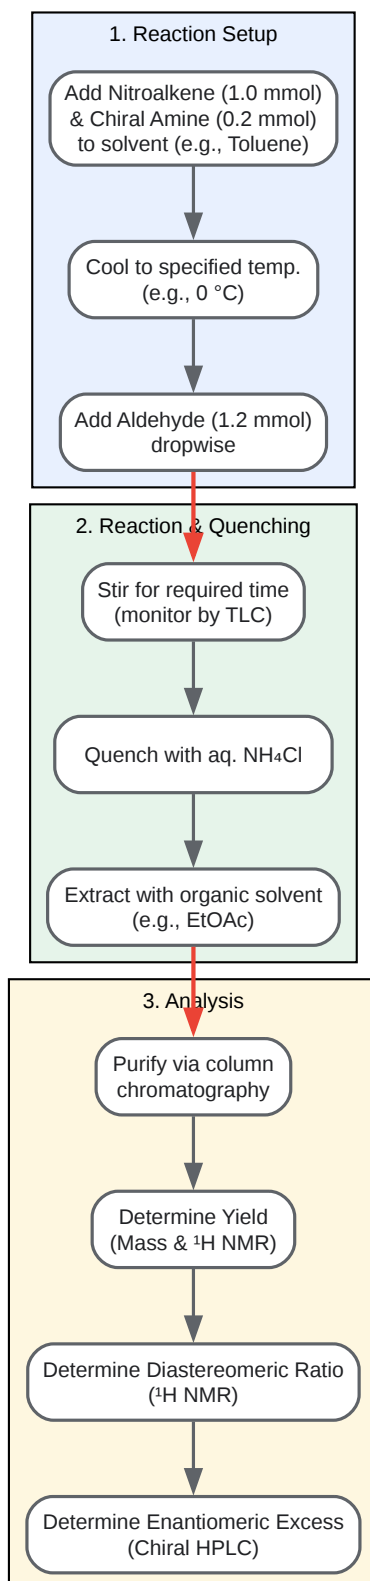 1. Reaction Setup
Add Nitroalkene (1.0 mmol)
& Chiral Amine (0.2 mmol)
to solvent (e.g., Toluene)
Cool to specified temp.
(e.g., 0 °C)
Add Aldehyde (1.2 mmol)
dropwise
2. Reaction & Quenching
Stir for required time
(monitor by TLC)
Quench with aq. NH₄Cl
Extract with organic solvent
(e.g., EtOAc)
3. Analysis
Purify via column
chromatography
Determine Yield
(Mass & ¹H NMR)
Determine Diastereomeric Ratio
(¹H NMR)
Determine Enantiomeric Excess
(Chiral HPLC)